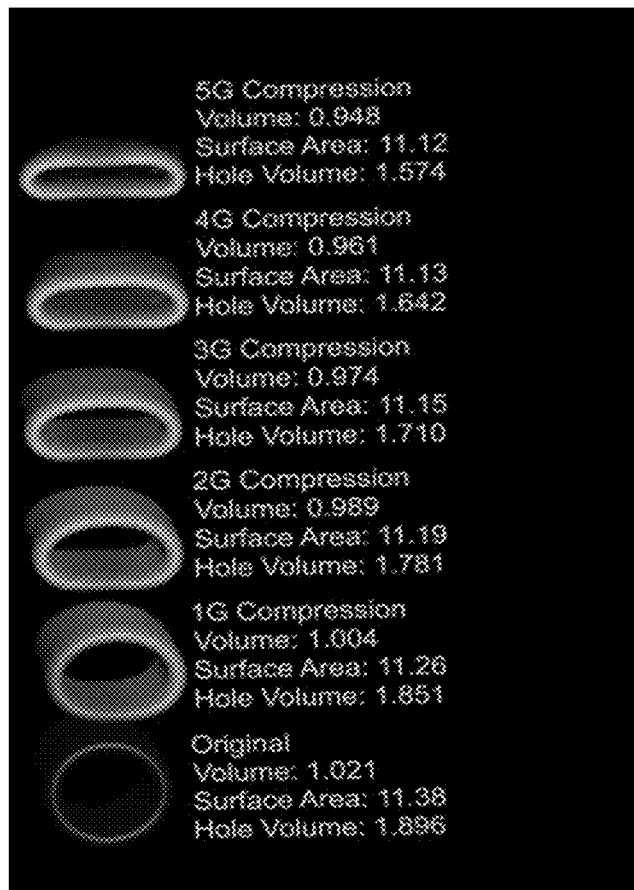 5G Compression
Volume: 0.948
Surface Area: 11.12
Hole Volume: 1.574
4G Compression
Volume: 0.961
Surface Area: 11.13
Hole Volume: 1.642
3G Compression
Volume: 0.974
Surface Area: 11.15
Hole Volume: 1.710
2G Compression
Volume: 0.989
Surface Area: 11.19
Hole Volume: 1.781
1G Compression
Volume: 1.004
Surface Area: 11.26
Hole Volume: 1.851
Original
Volume: 1.021
Surface Area: 11.38
Hole Volume: 1.896